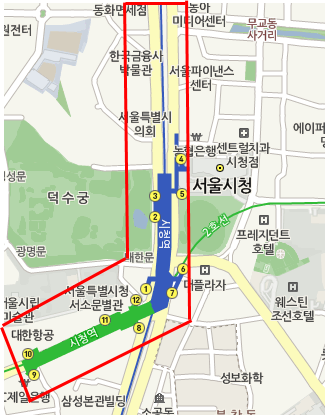 동화면세점
동아
미디어센터
무교동
사거리
원전터
한국금융사
박물관
서울파이낸스
센터
서울특별시
의회
농협은행
센트럴치과
시청점
에이퍼
4
서울시청
성문
덕수궁
3
5
2
시청역
2호선
프레지던트
호텔
광명문
대한문
6
1
7
더플라자
서울시립
미술관
서울특별시청
서소문별관
12
웨스틴
조선호텔
11
8
대한항공
시청역
10
9
성보화학
제일은행
삼성본관빌딩
소공동
북창동